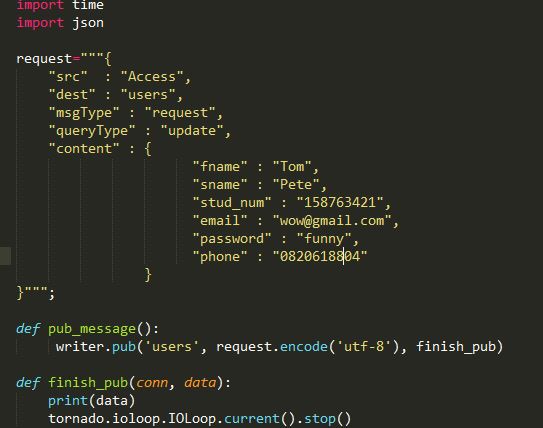 import time
import json
request="""{
"src" : "Access",
"dest" : "users",
"msgType" : "request",
"queryType" : "update",
"content" : {
"fname" : "Tom",
"sname" : "Pete",
"stud_num" : "158763421",
"email" : "wow@gmail.com",
"password" : "funny",
"phone" : "0820618804"
}
}""";
def pub_message():
writer.pub('users', request.encode('utf-8'), finish_pub)
def finish_pub(conn, data):
print(data)
tornado.ioloop.IOLoop.current().stop()